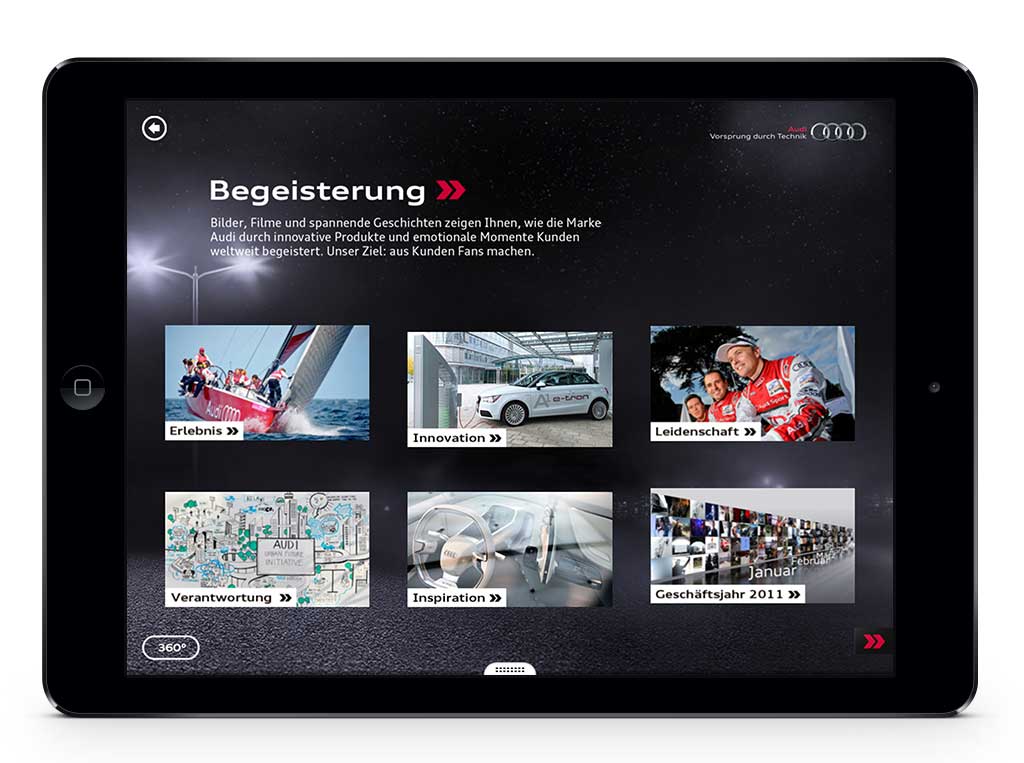 Audi
Vorsprung durch Technik
Begeisterung
Bilder, Filme und spannende Geschichten zeigen Ihnen, wie die Marke
Audi durch innovative Produkte und emotionale Momente Kunden
weltweit begeistert. Unser Ziel: aus Kunden Fans machen.
Audi
Erlebnis
A1 e-tron
Innovation
Leidenschaft
AUDI
URBAN FUTURE
INITIATIVE
Verantwortung
Inspiration
Januar
Februar
Geschäftsjahr 2011
360°